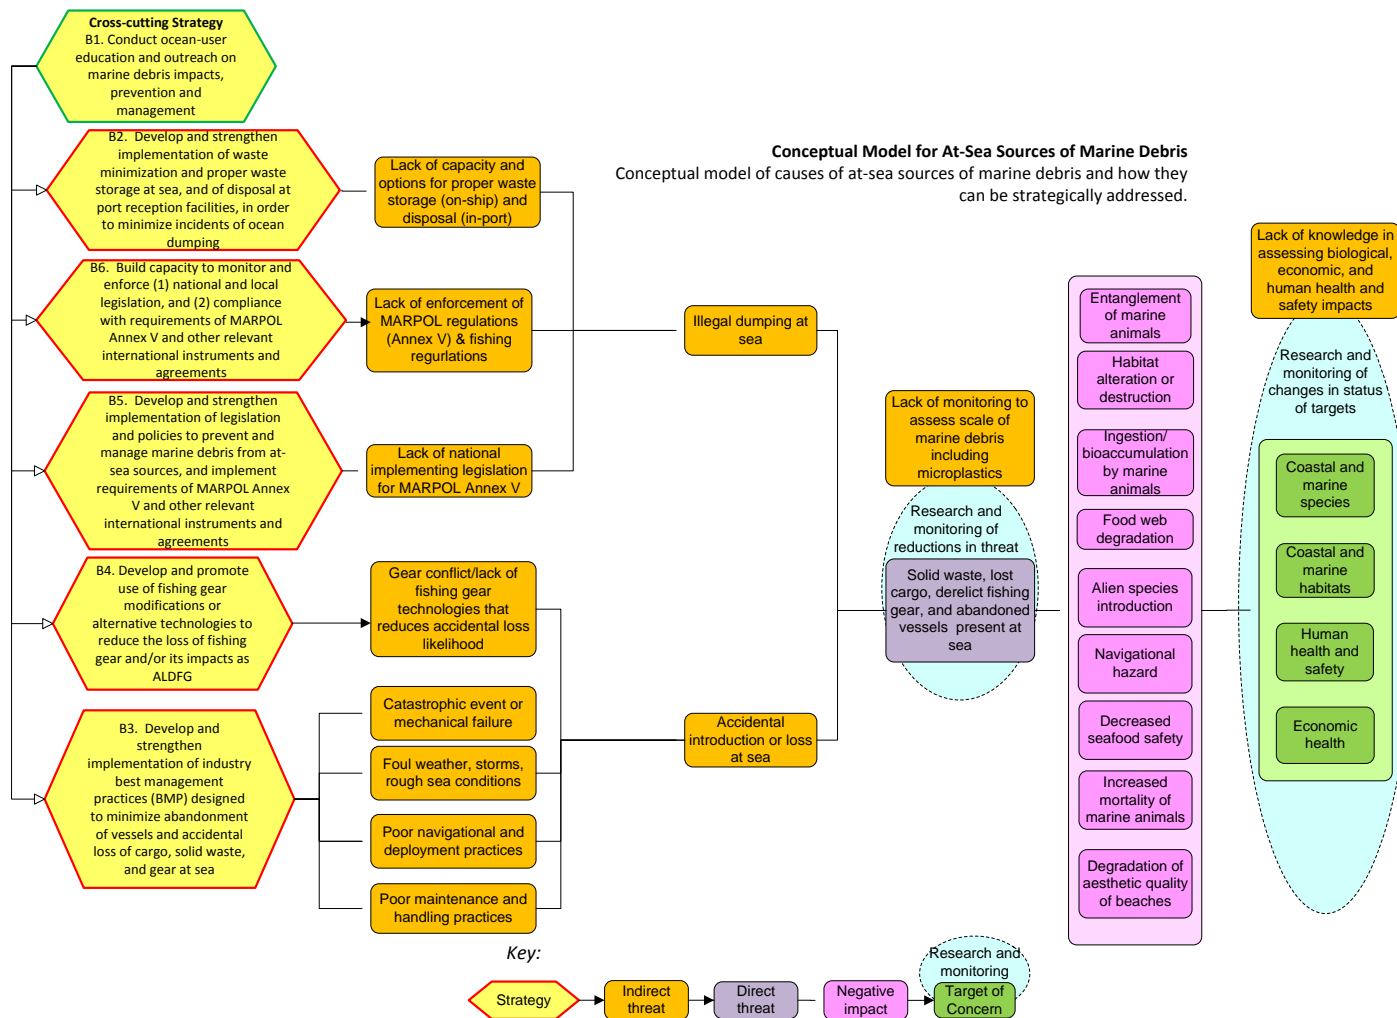 Cross-cutting Strategy
B1. Conduct ocean-user
education and outreach on
marine debris impacts,
prevention and
management
B2.  Develop and strengthen
implementation of waste
minimization and proper waste
storage at sea, and of disposal at
port reception facilities, in order
to minimize incidents of ocean
dumping
B6.  Build capacity to monitor and
enforce (1) national and local
legislation, and (2) compliance
with requirements of MARPOL
Annex V and other relevant
international instruments and
agreements
B5.  Develop and strengthen
implementation of legislation
and policies to prevent and
manage marine debris from at-
sea sources, and implement
requirements of MARPOL Annex
V and other relevant
international instruments and
agreements
B4. Develop and promote
use of fishing gear
modifications or
alternative technologies to
reduce the loss of fishing
gear and/or its impacts as
ALDFG
B3.  Develop and
strengthen
implementation of industry
best management
practices (BMP) designed
to minimize abandonment
of vessels and accidental
loss of cargo, solid waste,
and gear at sea
Lack of capacity and
options for proper waste
storage (on-ship) and
disposal (in-port)
Lack of enforcement of
MARPOL regulations
(Annex V) & fishing
regurlations
Lack of national
implementing legislation
for MARPOL Annex V
Gear conflict/lack of
fishing gear
technologies that
reduces accidental loss
likelihood
Catastrophic event or
mechanical failure
Foul weather, storms,
rough sea conditions
Poor navigational and
deployment practices
Poor maintenance and
handling practices
Illegal dumping at
sea
Accidental
introduction or loss
at sea
Conceptual Model for At-Sea Sources of Marine Debris
Conceptual model of causes of at-sea sources of marine debris and how they
can be strategically addressed.
Lack of monitoring to
assess scale of
marine debris
including
microplastics
Research and
monitoring of
reductions in threat
Solid waste, lost
cargo, derelict fishing
gear, and abandoned
vessels  present at
sea
Entanglement
of marine
animals
Habitat
alteration or
destruction
Ingestion/
bioaccumulation
by marine
animals
Food web
degradation
Alien species
introduction
Navigational
hazard
Decreased
seafood safety
Increased
mortality of
marine animals
Degradation of
aesthetic quality
of beaches
Lack of knowledge in
assessing biological,
economic, and
human health and
safety impacts
Research and
monitoring of
changes in status
of targets
Coastal and
marine
species
Coastal and
marine
habitats
Human
health and
safety
Economic
health
Key:
Strategy
Indirect
threat
Direct
threat
Negative
impact
Research and
monitoring
Target of
Concern